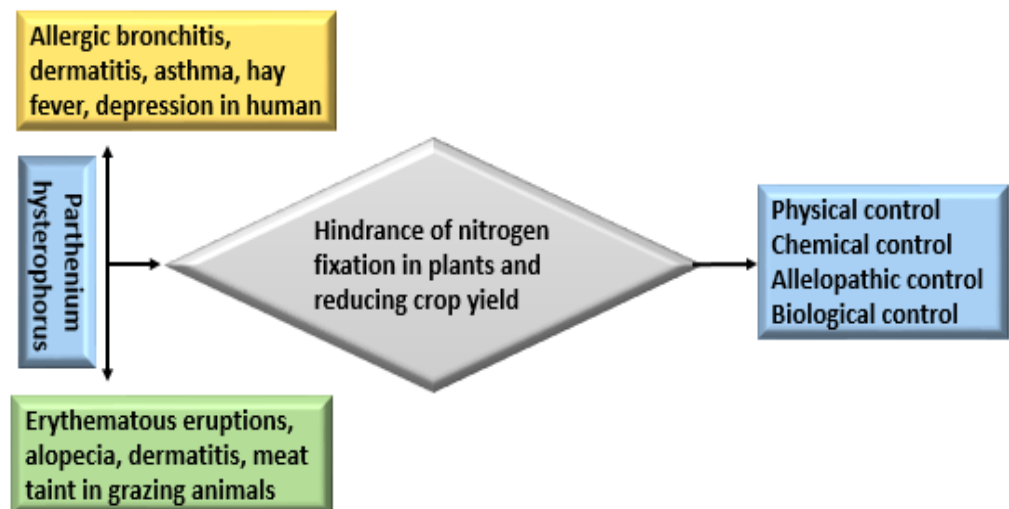 Allergic bronchitis,
dermatitis, asthma, hay
fever, depression in human
Parthenium
hysterophorus
Hindrance of nitrogen
fixation in plants and
reducing crop yield
Physical control
Chemical control
Allelopathic control
Biological control
Erythematous eruptions,
alopecia, dermatitis, meat
taint in grazing animals